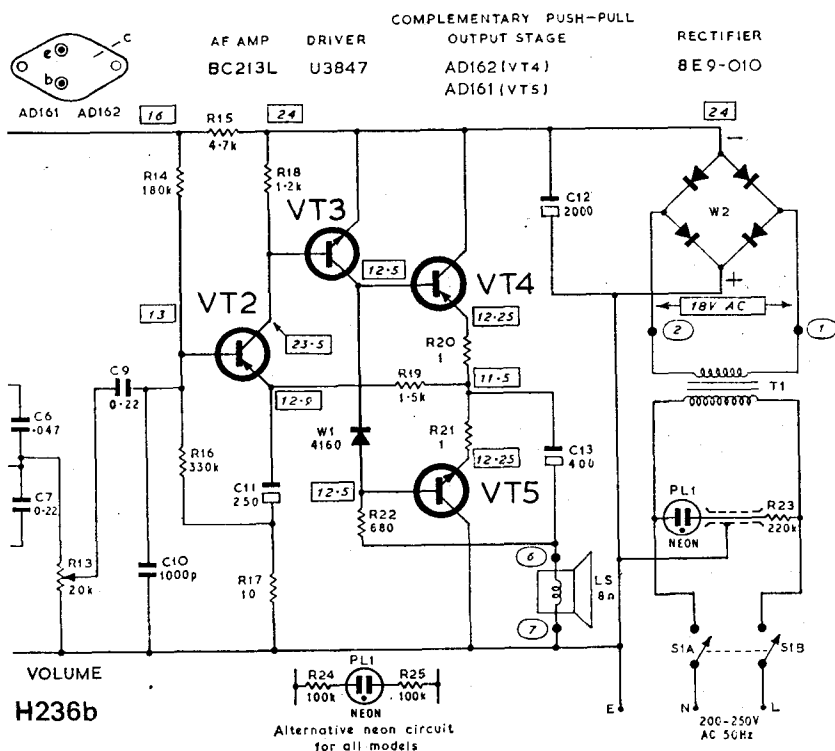 COMPLEMENTARY PUSH-PULL
AF AMP DRIVER OUTPUT STAGE RECTIFIER
BC213L U3847 AD162 (VT4) 8E9-010
AD161 (VT5)
c
e
b
AD161 AD162
16
R15
4·7k
24
24
−
R14
180k
R18
1·2k
VT3
C12
2000
W2
+
12·5
VT4
18V AC
2
1
13
VT2
23·5
12·25
R20
1
C9
0·22
12·9
R19
1·5k
11·5
T1
C6
·047
W1
4160
R21
1
C13
400
R16
330k
C11
250
12·25
12·5
VT5
PL1
NEON
R23
220k
C7
0·22
R22
680
R13
20k
C10
1000p
R17
10
6
LS
8Ω
7
S1A
S1B
VOLUME
PL1
R24
100k
R25
100k
NEON
H236b
Alternative neon circuit
for all models
E
N
L
200-250V
AC 50Hz